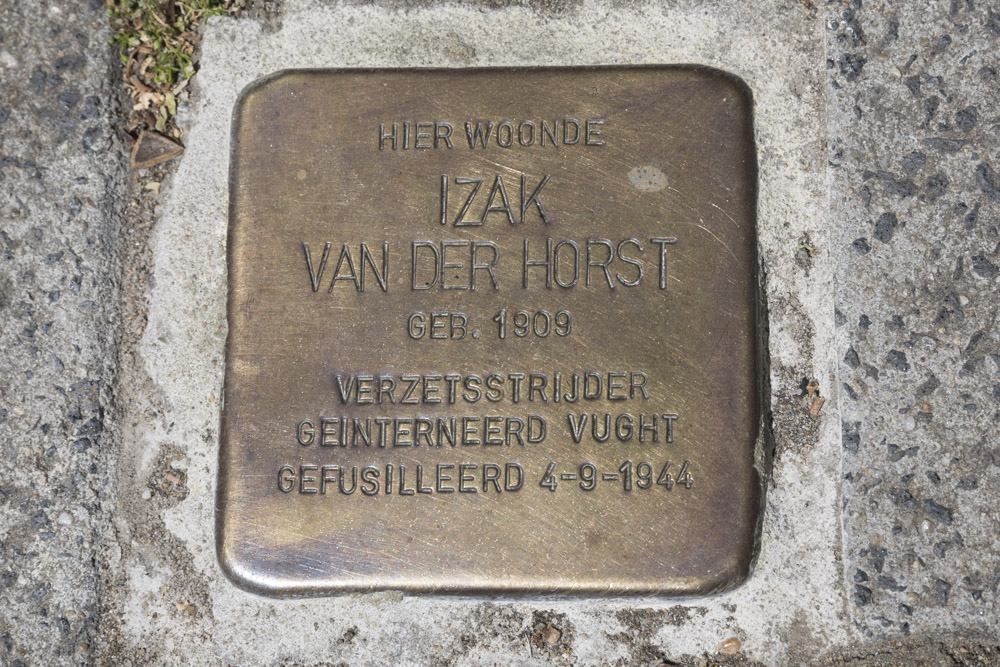 HIER WOONDE
IZAK
VAN DER HORST
GEB. 1909
VERZETSSTRIJDER
GEINTERNEERD VUGHT
GEFUSILLEERD 4-9-1944